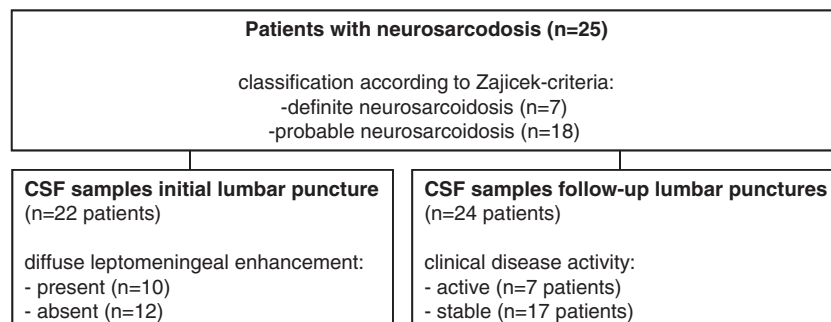 Patients with neurosarcodosis (n=25)
classification according to Zajicek-criteria:
-definite neurosarcoidosis (n=7)
-probable neurosarcoidosis (n=18)
CSF samples initial lumbar puncture
(n=22 patients)
diffuse leptomeningeal enhancement:
- present (n=10)
- absent (n=12)
CSF samples follow-up lumbar punctures
(n=24 patients)
clinical disease activity:
- active (n=7 patients)
- stable (n=17 patients)